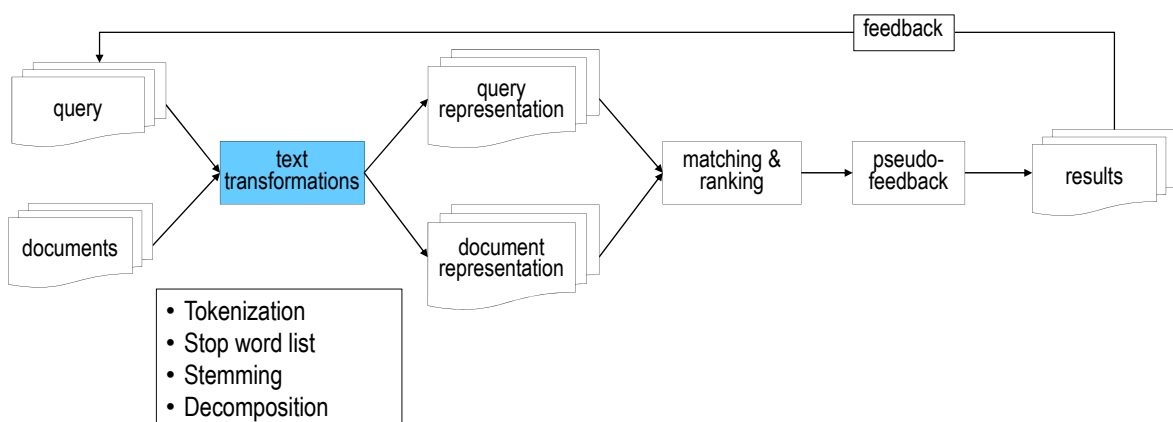 feedback
query
query
representation
text
transformations
matching &
ranking
pseudo-
feedback
results
documents
document
representation
• Tokenization
• Stop word list
• Stemming
• Decomposition